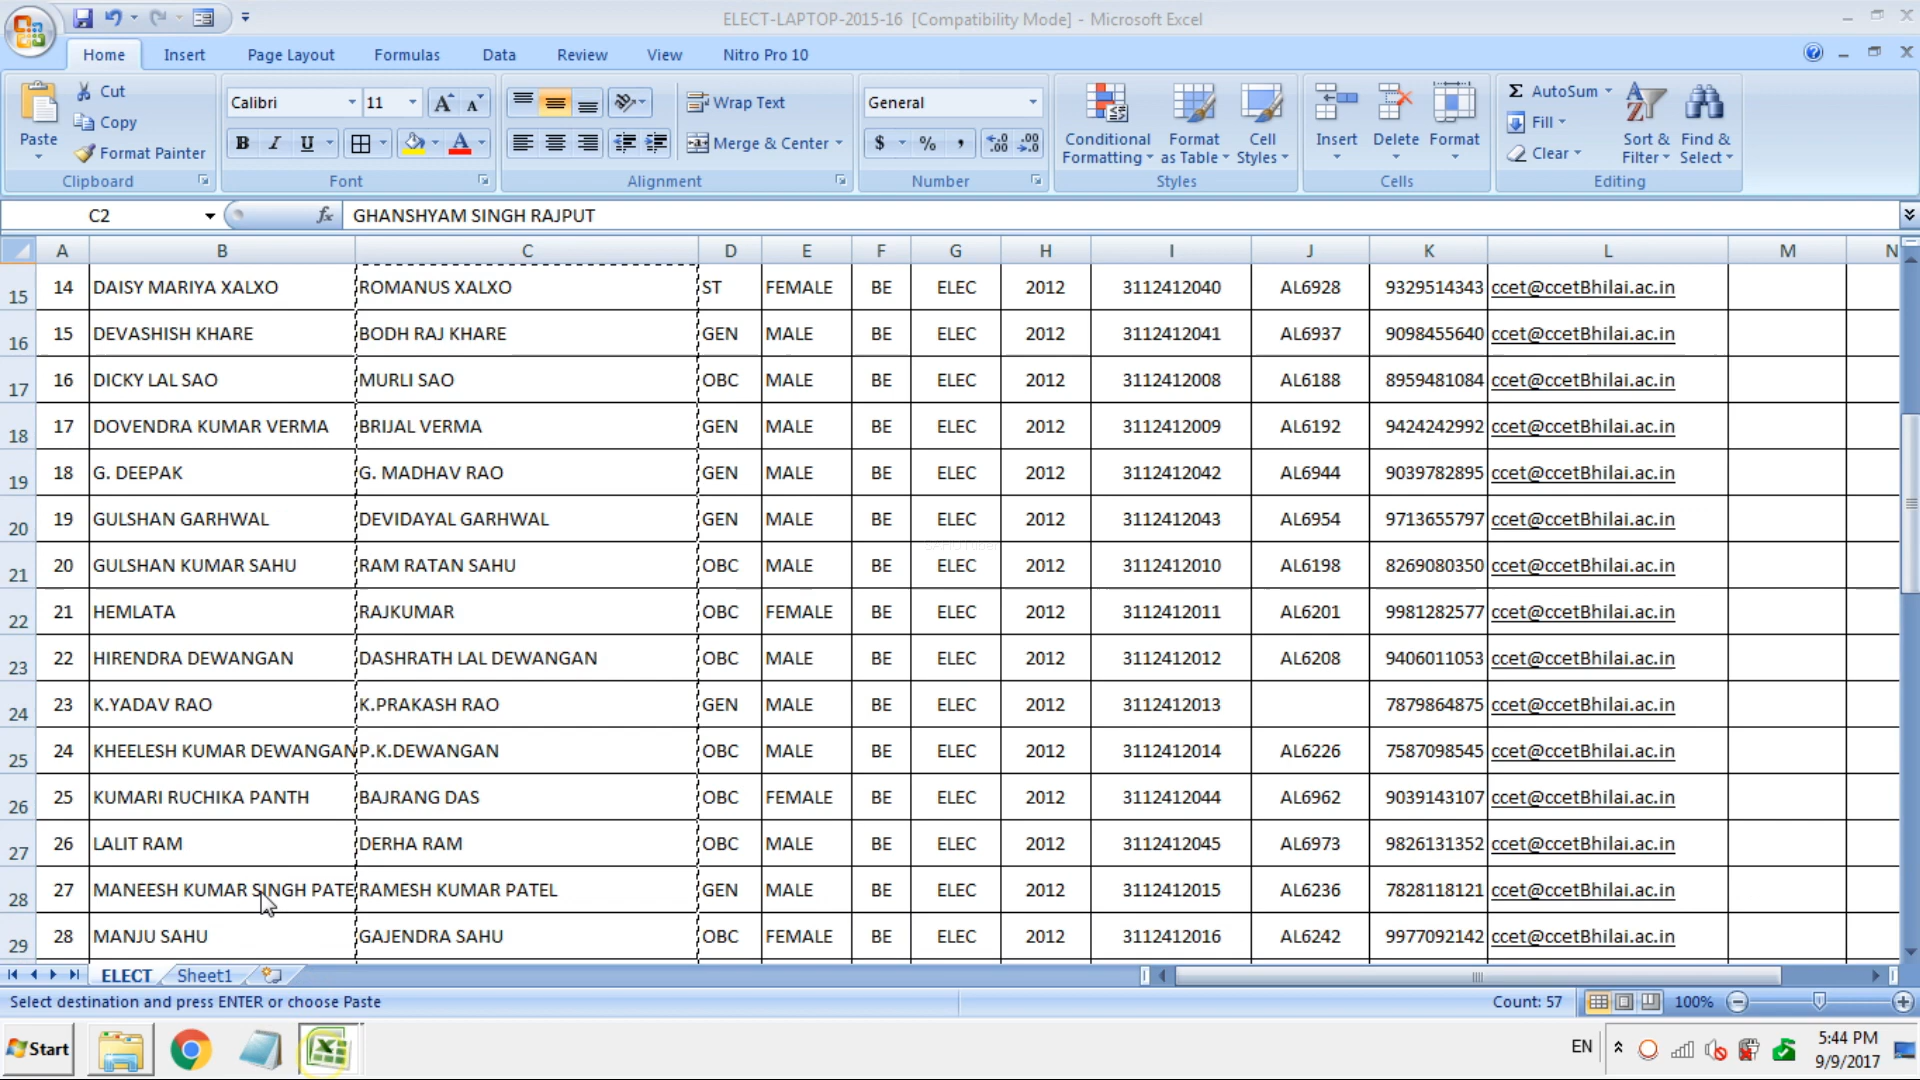 ELECT-LAPTOP-2015-16 [Compatibility Mode] - Microsoft Excel
Home Insert Page Layout Formulas Data Review View Nitro Pro 10
Paste Cut Copy Format Painter Clipboard
Calibri 11 B I U A A A Font
Wrap Text Merge & Center Alignment
General $ % , Number
Conditional Formatting Format as Table Cell Styles Styles
Insert Delete Format Cells
Σ AutoSum Fill Clear Sort & Filter Find & Select Editing
C2 fx GHANSHYAM SINGH RAJPUT
A B C D E F G H I J K L M N
15 14 DAISY MARIYA XALXO ROMANUS XALXO ST FEMALE BE ELEC 2012 3112412040 AL6928 9329514343 ccet@ccetBhilai.ac.in
16 15 DEVASHISH KHARE BODH RAJ KHARE GEN MALE BE ELEC 2012 3112412041 AL6937 9098455640 ccet@ccetBhilai.ac.in
17 16 DICKY LAL SAO MURLI SAO OBC MALE BE ELEC 2012 3112412008 AL6188 8959481084 ccet@ccetBhilai.ac.in
18 17 DOVENDRA KUMAR VERMA BRIJAL VERMA GEN MALE BE ELEC 2012 3112412009 AL6192 9424242992 ccet@ccetBhilai.ac.in
19 18 G. DEEPAK G. MADHAV RAO GEN MALE BE ELEC 2012 3112412042 AL6944 9039782895 ccet@ccetBhilai.ac.in
20 19 GULSHAN GARHWAL DEVIDAYAL GARHWAL GEN MALE BE ELEC 2012 3112412043 AL6954 9713655797 ccet@ccetBhilai.ac.in
21 20 GULSHAN KUMAR SAHU RAM RATAN SAHU OBC MALE BE ELEC 2012 3112412010 AL6198 8269080350 ccet@ccetBhilai.ac.in
22 21 HEMLATA RAJKUMAR OBC FEMALE BE ELEC 2012 3112412011 AL6201 9981282577 ccet@ccetBhilai.ac.in
23 22 HIRENDRA DEWANGAN DASHRATH LAL DEWANGAN OBC MALE BE ELEC 2012 3112412012 AL6208 9406011053 ccet@ccetBhilai.ac.in
24 23 K.YADAV RAO K.PRAKASH RAO GEN MALE BE ELEC 2012 3112412013 7879864875 ccet@ccetBhilai.ac.in
25 24 KHEELESH KUMAR DEWANGAN P.K.DEWANGAN OBC MALE BE ELEC 2012 3112412014 AL6226 7587098545 ccet@ccetBhilai.ac.in
26 25 KUMARI RUCHIKA PANTH BAJRANG DAS OBC FEMALE BE ELEC 2012 3112412044 AL6962 9039143107 ccet@ccetBhilai.ac.in
27 26 LALIT RAM DERHA RAM OBC MALE BE ELEC 2012 3112412045 AL6973 9826131352 ccet@ccetBhilai.ac.in
28 27 MANEESH KUMAR SINGH PATE RAMESH KUMAR PATEL GEN MALE BE ELEC 2012 3112412015 AL6236 7828118121 ccet@ccetBhilai.ac.in
29 28 MANJU SAHU GAJENDRA SAHU OBC FEMALE BE ELEC 2012 3112412016 AL6242 9977092142 ccet@ccetBhilai.ac.in
ELECT Sheet1
Select destination and press ENTER or choose Paste Count: 57 100%
Start EN 5:44 PM
9/9/2017